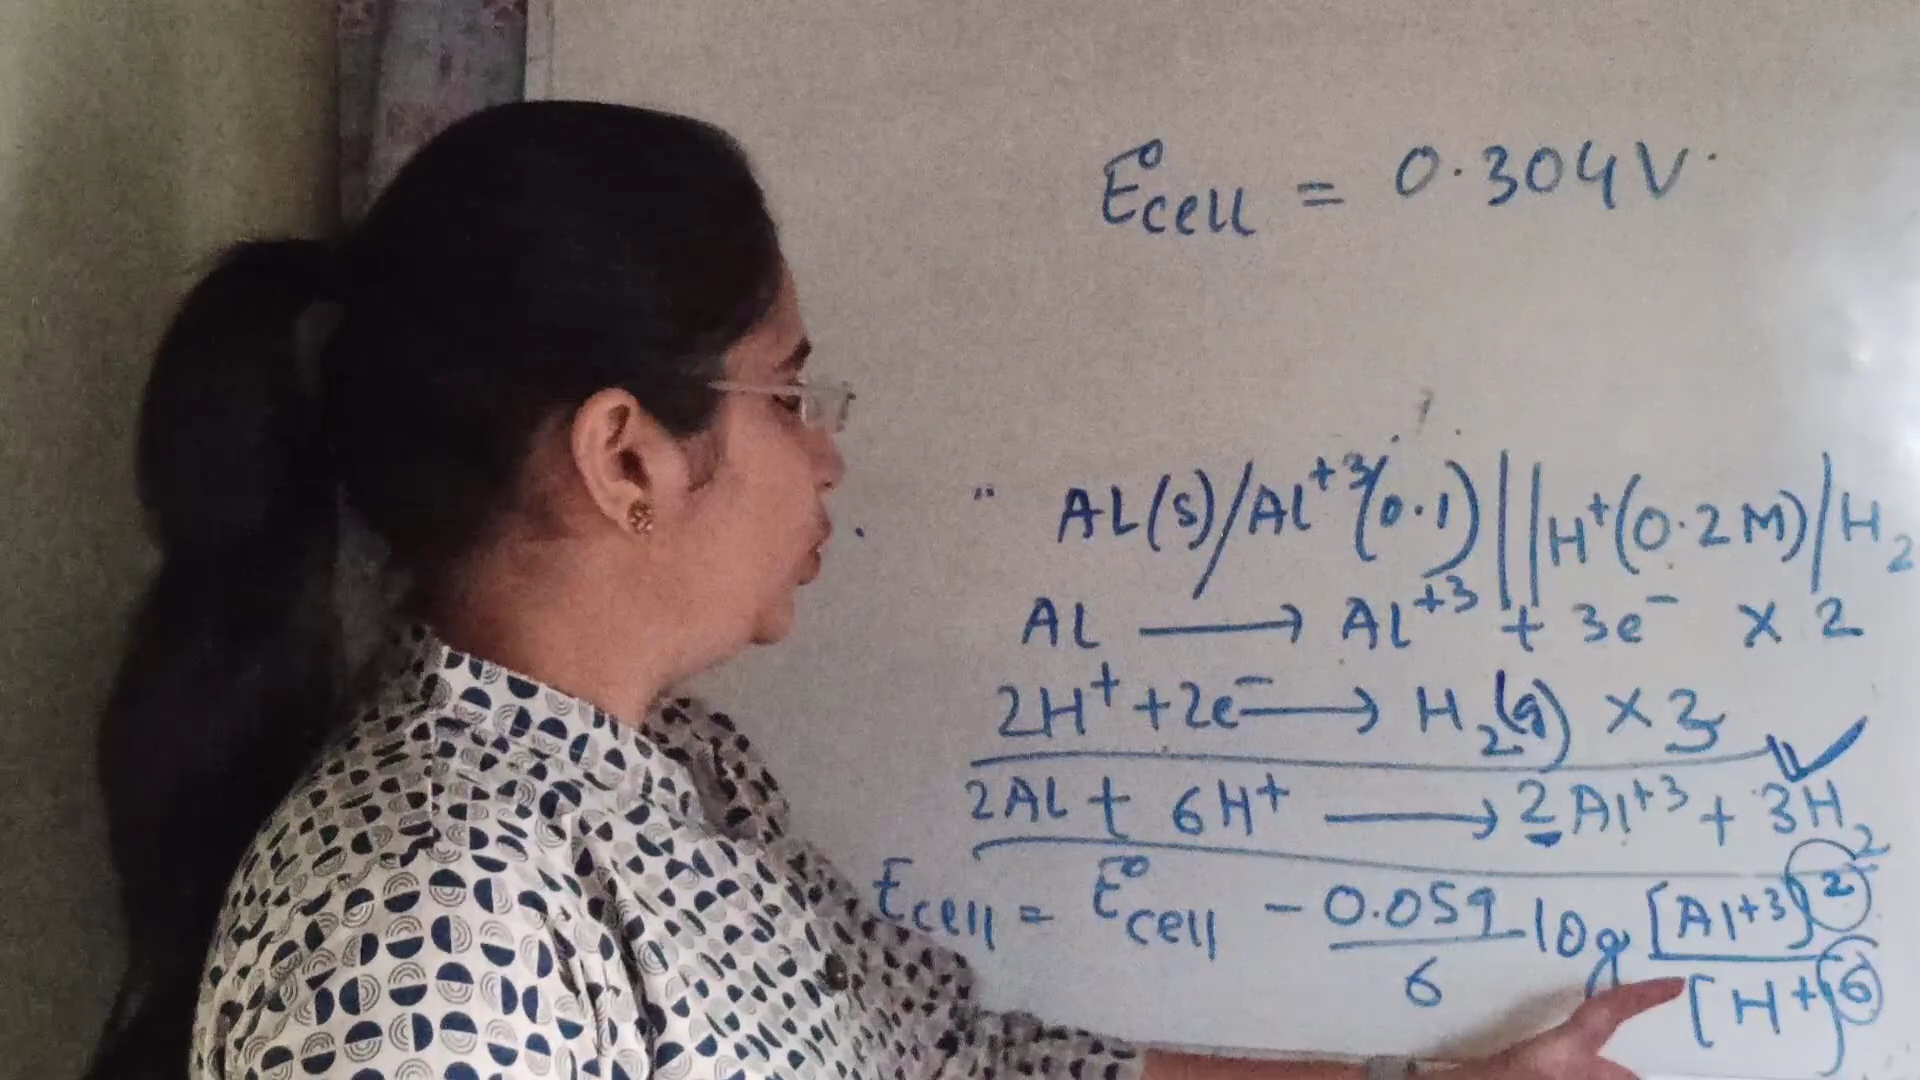 E°cell = 0.304V.
AL(s)/Al+3(0.1)||H+(0.2M)/H2
AL ⟶ AL+3 + 3e- × 2
2H+ + 2e- ⟶ H2(g) × 3
2AL + 6H+ ⟶ 2Al+3 + 3H2
Ecell = E°cell - 0.059/6 log [Al+3]2/[H+]6